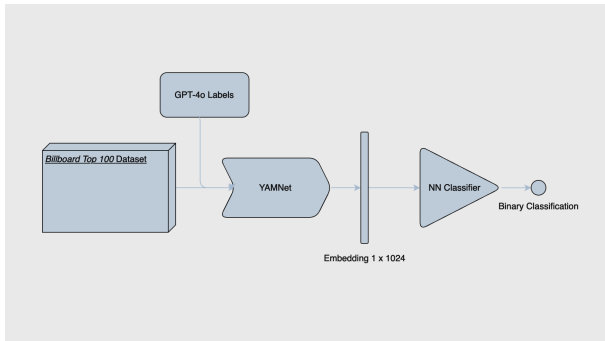 GPT-4o Labels
Billboard Top 100 Dataset
YAMNet
NN Classifier
Binary Classification
Embedding 1 x 1024